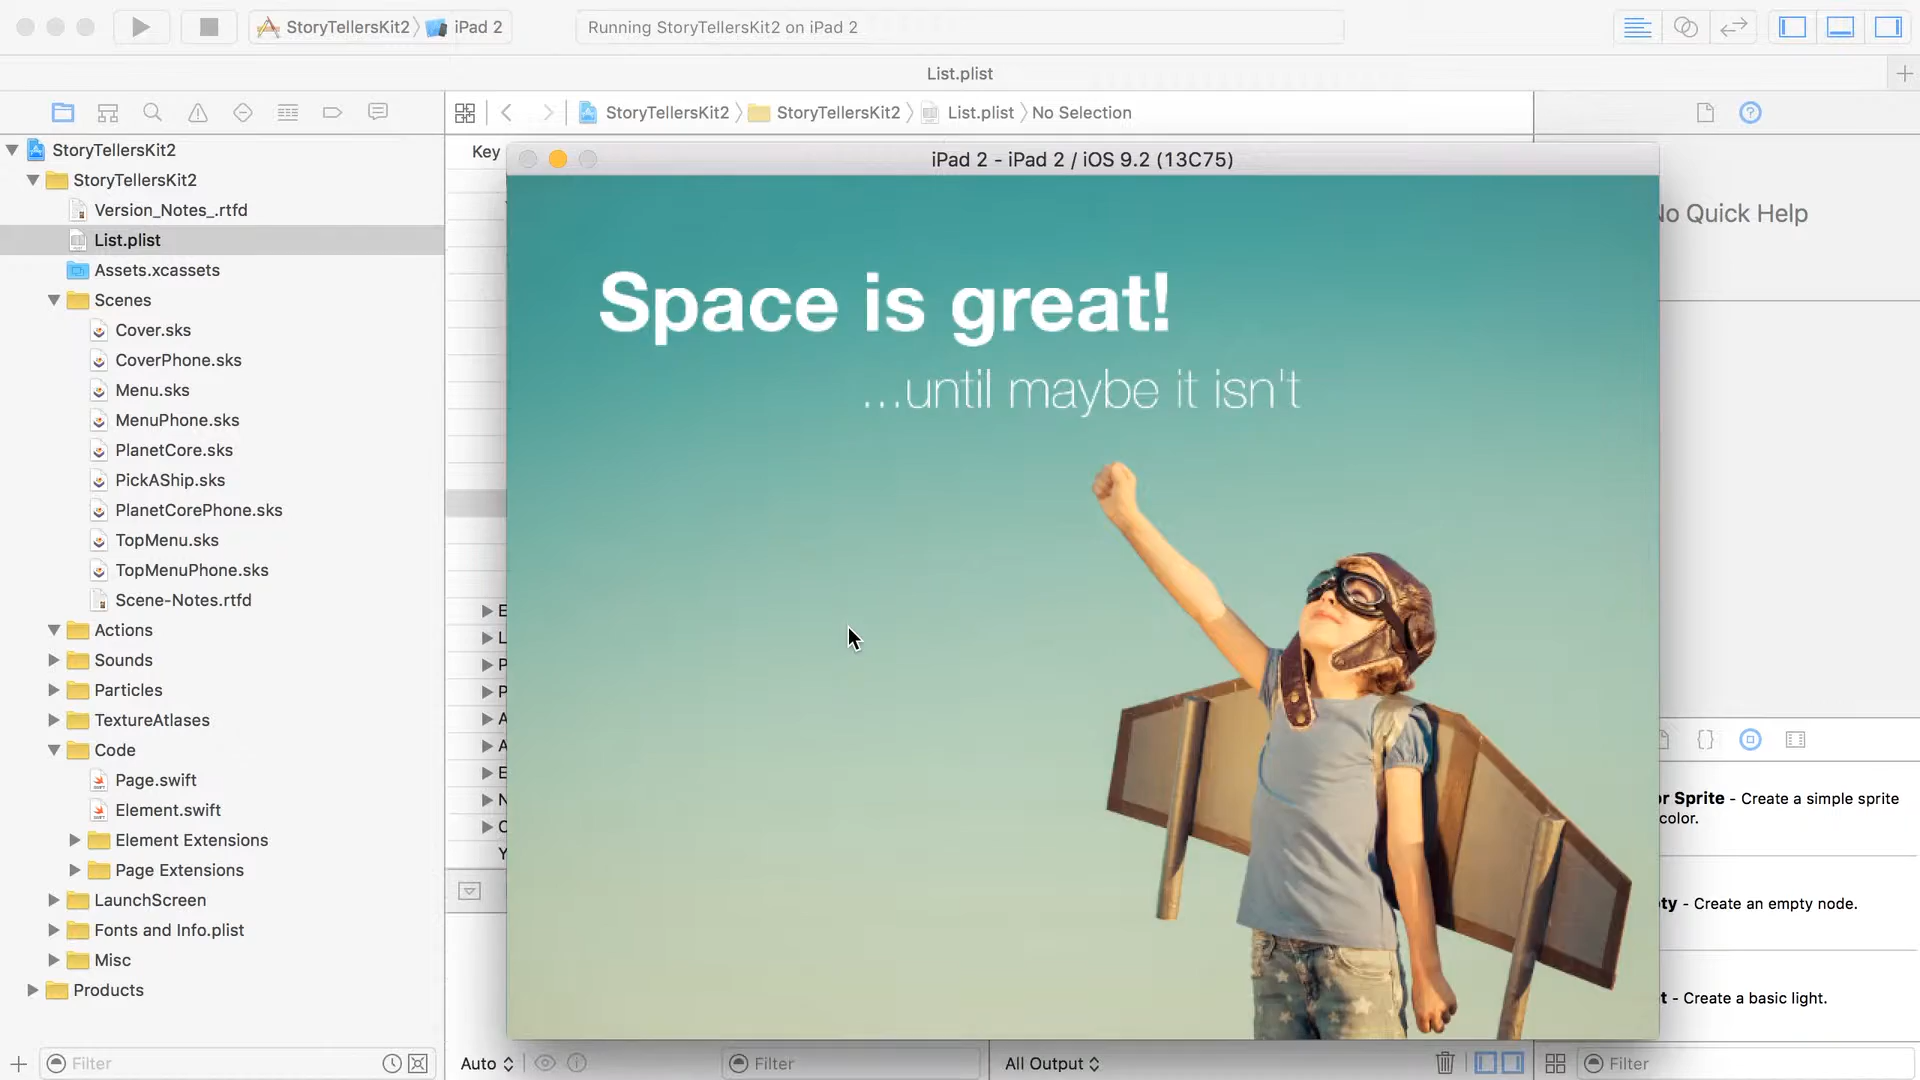 StoryTellersKit2 iPad 2
Running StoryTellersKit2 on iPad 2
List.plist
StoryTellersKit2 StoryTellersKit2 List.plist No Selection
StoryTellersKit2
StoryTellersKit2
Version_Notes_.rtfd
List.plist
Assets.xcassets
Scenes
Cover.sks
CoverPhone.sks
Menu.sks
MenuPhone.sks
PlanetCore.sks
PickAShip.sks
PlanetCorePhone.sks
TopMenu.sks
TopMenuPhone.sks
Scene-Notes.rtfd
Actions
Sounds
Particles
TextureAtlases
Code
Page.swift
Element.swift
Element Extensions
Page Extensions
LaunchScreen
Fonts and Info.plist
Misc
Products
Filter
Key
E
L
P
P
A
A
E
N
Y
iPad 2 - iPad 2 / iOS 9.2 (13C75)
Space is great!
...until maybe it isn't
Auto
Filter
All Output
No Quick Help
or Sprite - Create a simple sprite
color.
ty - Create an empty node.
t - Create a basic light.
Filter